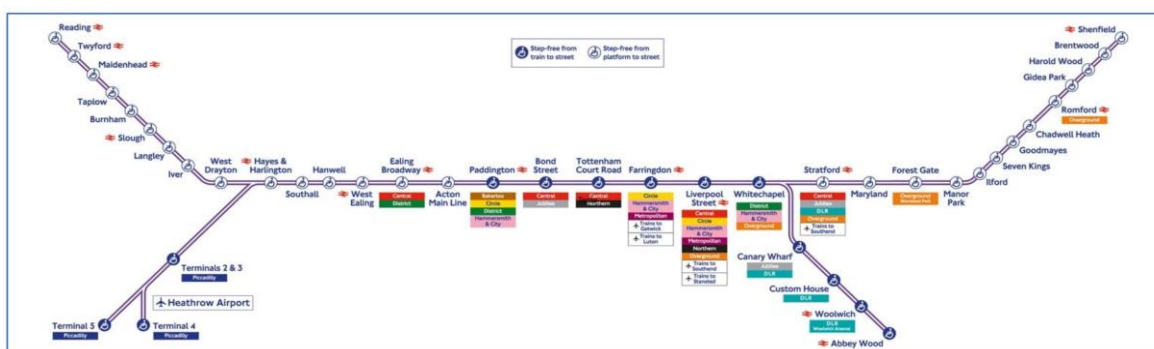 Reading
Twyford
Maidenhead
Taplow
Burnham
Slough
Langley
Iver
West
Drayton
Hayes &
Harlington
Southall
Hanwell
West
Ealing
Ealing
Broadway
Central
District
Acton
Main Line
Paddington
Bakerloo
Circle
District
Hammersmith
& City
Bond
Street
Central
Jubilee
Tottenham
Court Road
Central
Northern
Farringdon
Circle
Hammersmith
& City
Metropolitan
Trains to
Gatwick
Trains to
Luton
Liverpool
Street
Central
Circle
Hammersmith
& City
Metropolitan
Northern
Overground
Trains to
Southend
Trains to
Stansted
Whitechapel
District
Hammersmith
& City
Overground
Stratford
Central
Jubilee
DLR
Overground
Trains to
Southend
Maryland
Forest Gate
Overground
Wanstead Park
Manor
Park
Ilford
Seven Kings
Goodmayes
Chadwell Heath
Romford
Overground
Gidea Park
Harold Wood
Brentwood
Shenfield
Step-free from
train to street
Step-free from
platform to street
Terminals 2 & 3
Piccadilly
Heathrow Airport
Terminal 5
Piccadilly
Terminal 4
Piccadilly
Canary Wharf
Jubilee
DLR
Custom House
DLR
Woolwich
DLR
Woolwich Arsenal
Abbey Wood